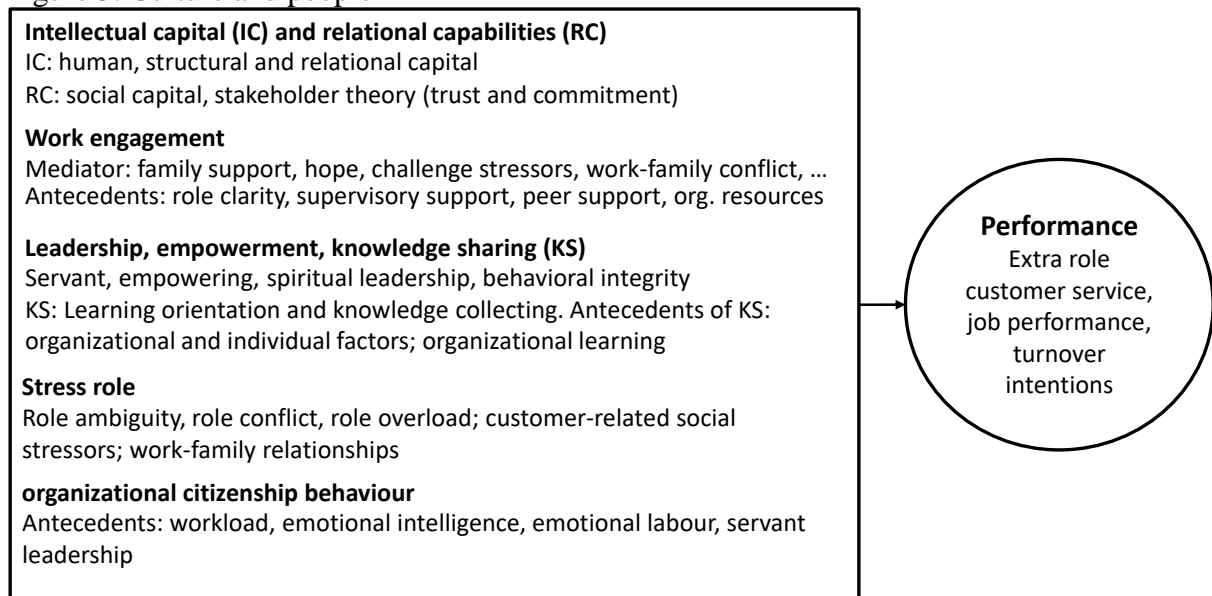 Intellectual capital (IC) and relational capabilities (RC)
IC: human, structural and relational capital
RC: social capital, stakeholder theory (trust and commitment)
Work engagement
Mediator: family support, hope, challenge stressors, work-family conflict, ...
Antecedents: role clarity, supervisory support, peer support, org. resources
Leadership, empowerment, knowledge sharing (KS)
Servant, empowering, spiritual leadership, behavioral integrity
KS: Learning orientation and knowledge collecting. Antecedents of KS:
organizational and individual factors; organizational learning
Stress role
Role ambiguity, role conflict, role overload; customer-related social
stressors; work-family relationships
organizational citizenship behaviour
Antecedents: workload, emotional intelligence, emotional labour, servant
leadership
Performance
Extra role
customer service,
job performance,
turnover
intentions